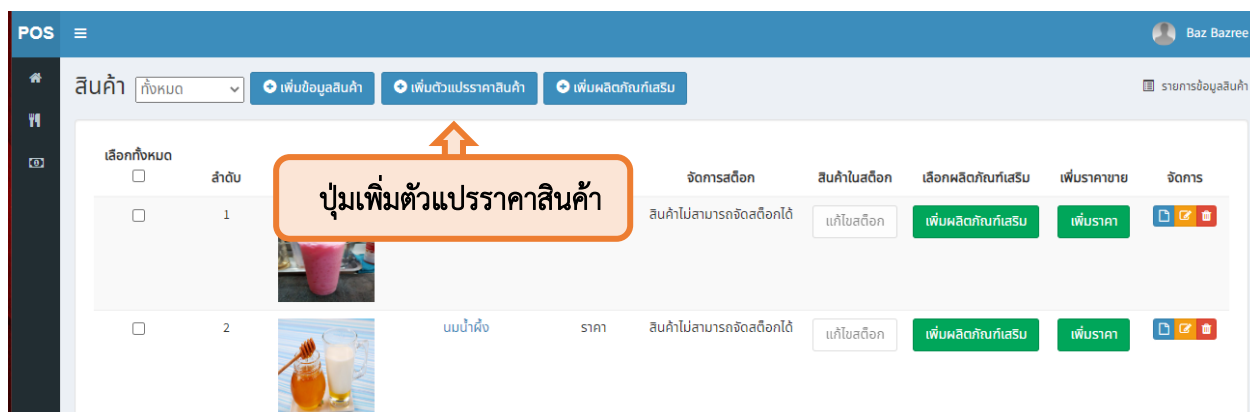 POS
Baz Bazree
สินค้า ทั้งหมด เพิ่มข้อมูลสินค้า เพิ่มตัวแปรราคาสินค้า เพิ่มผลิตภัณฑ์เสริม
รายการข้อมูลสินค้า
เลือกทั้งหมด ลำดับ จัดการสต็อก สินค้าในสต็อก เลือกผลิตภัณฑ์เสริม เพิ่มราคาขาย จัดการ
ปุ่มเพิ่มตัวแปรราคาสินค้า
1 สินค้าไม่สามารถจัดสต็อกได้ แก้ไขสต็อก เพิ่มผลิตภัณฑ์เสริม เพิ่มราคา
2 นมน้ำผึ้ง ราคา สินค้าไม่สามารถจัดสต็อกได้ แก้ไขสต็อก เพิ่มผลิตภัณฑ์เสริม เพิ่มราคา